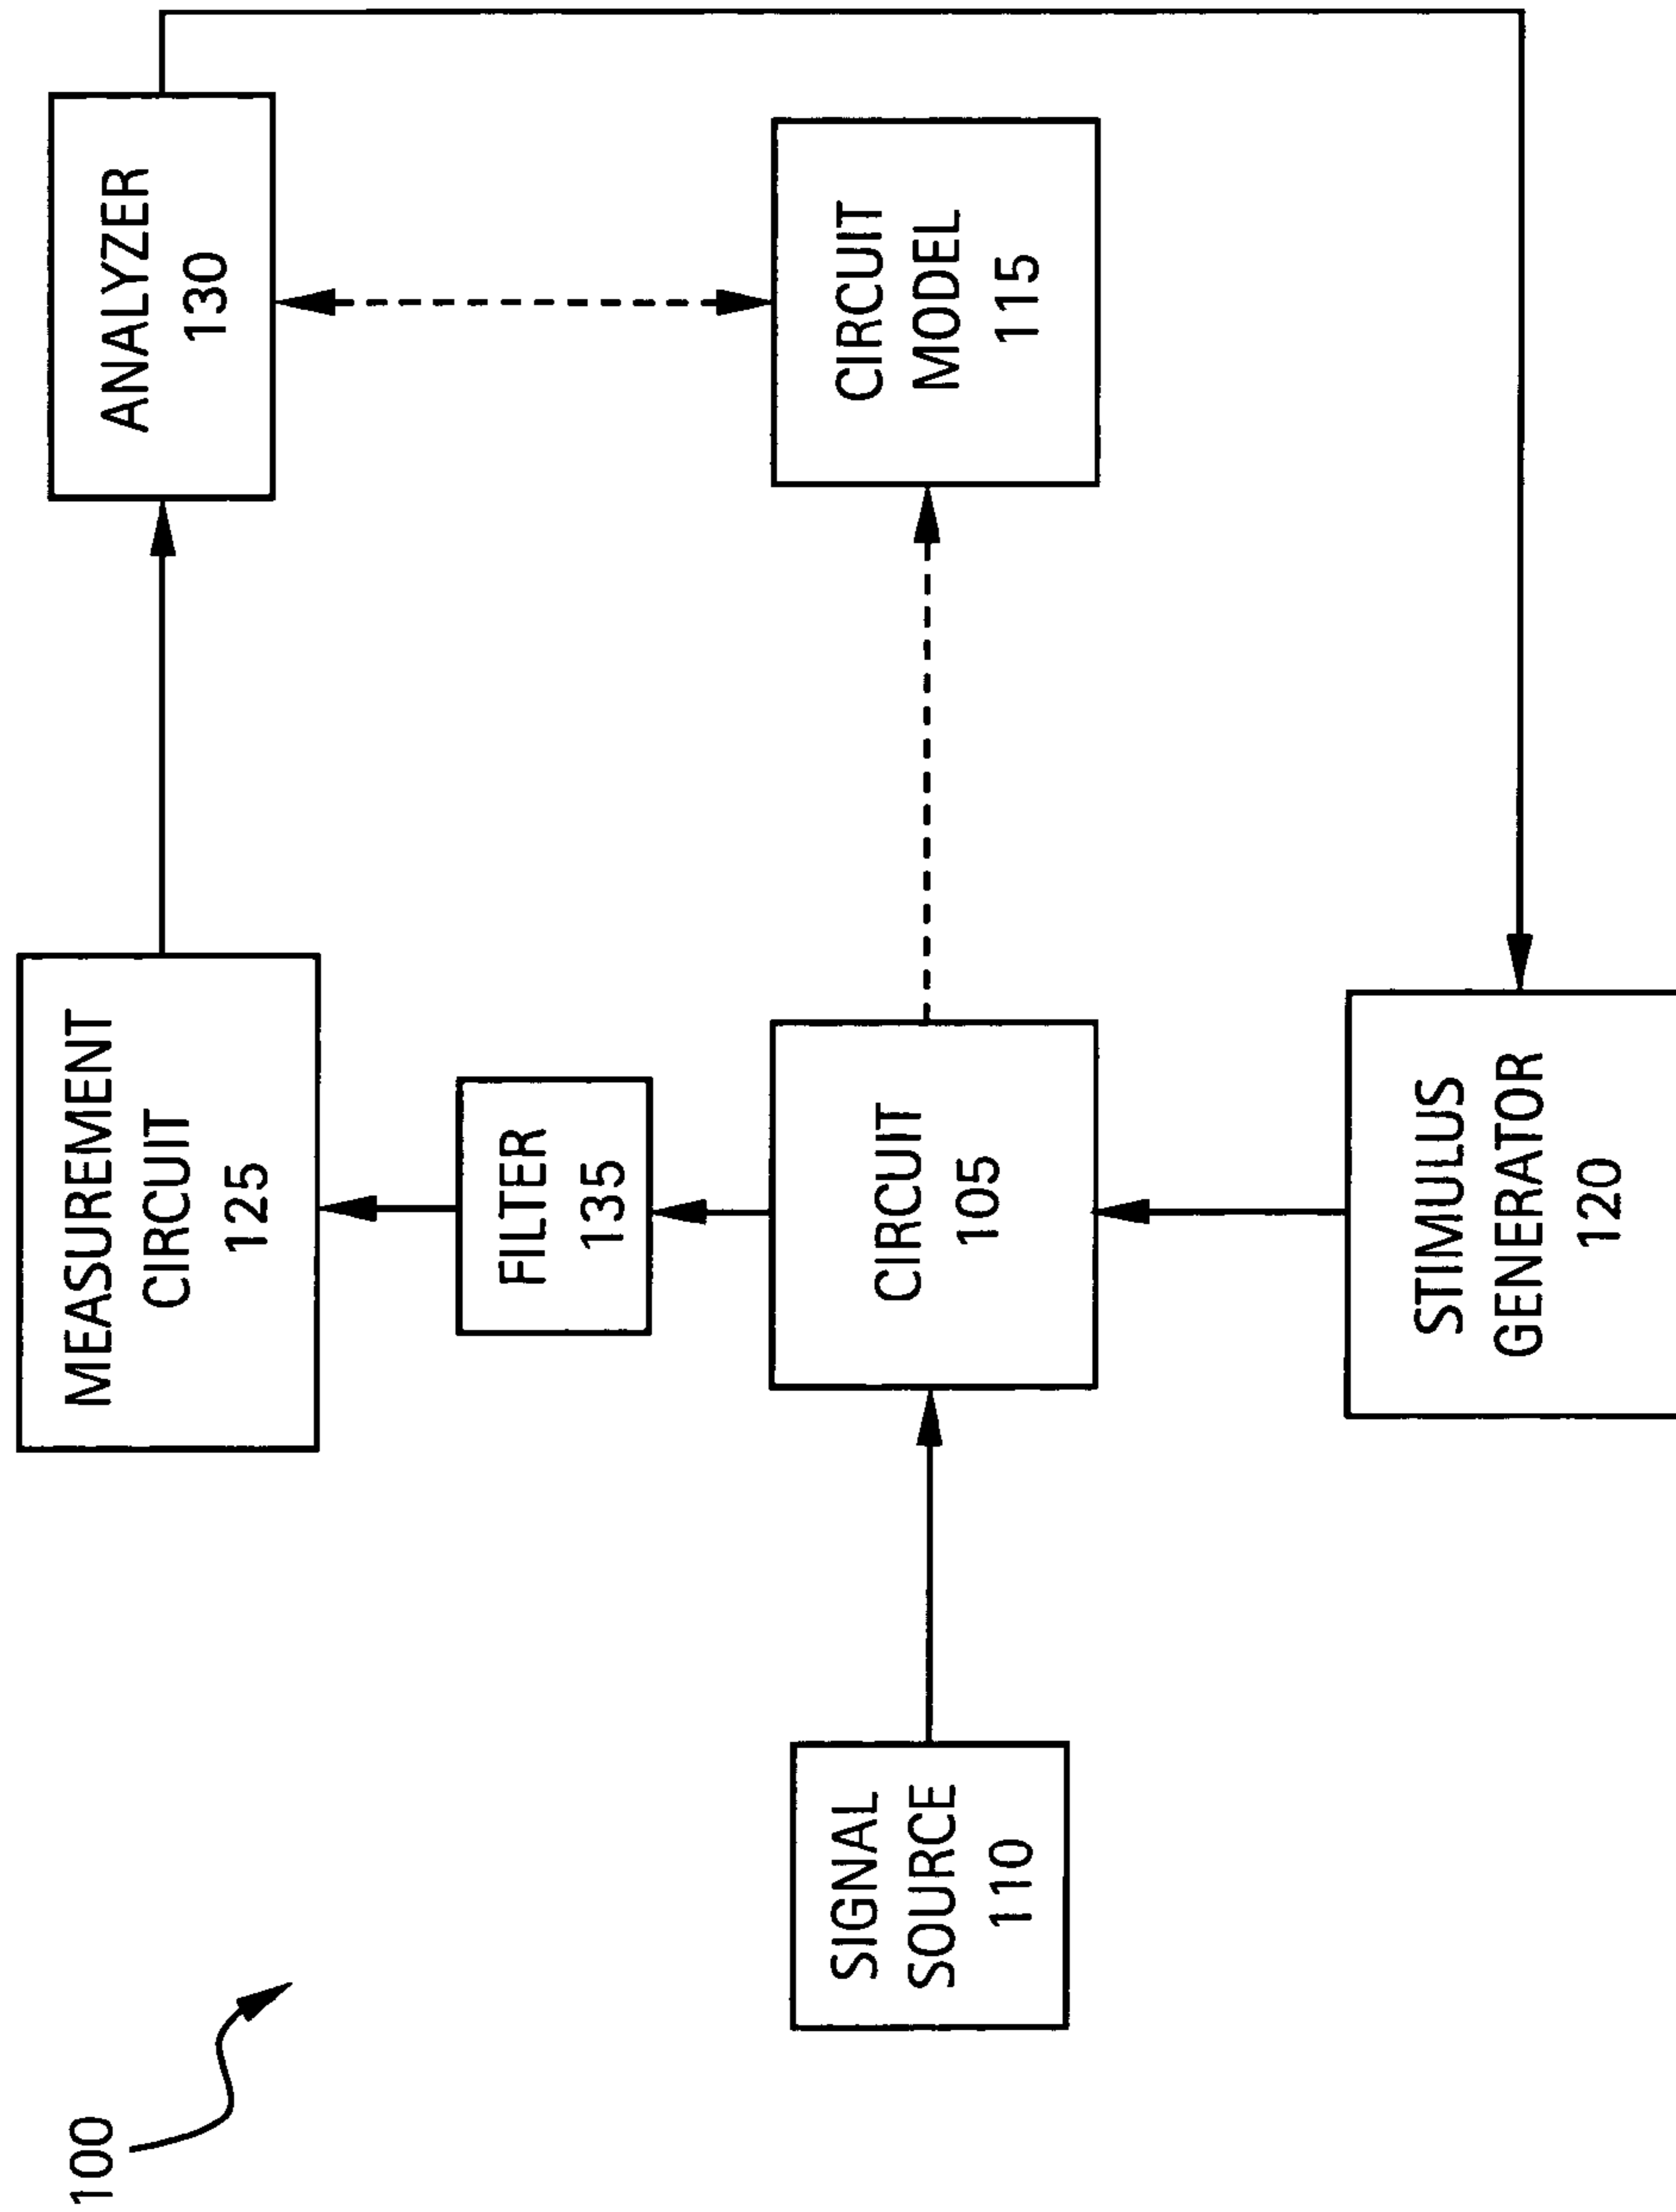 100
MEASUREMENT
CIRCUIT
125
ANALYZER
130
FILTER
135
SIGNAL
SOURCE
110
CIRCUIT
105
CIRCUIT
MODEL
115
STIMULUS
GENERATOR
120